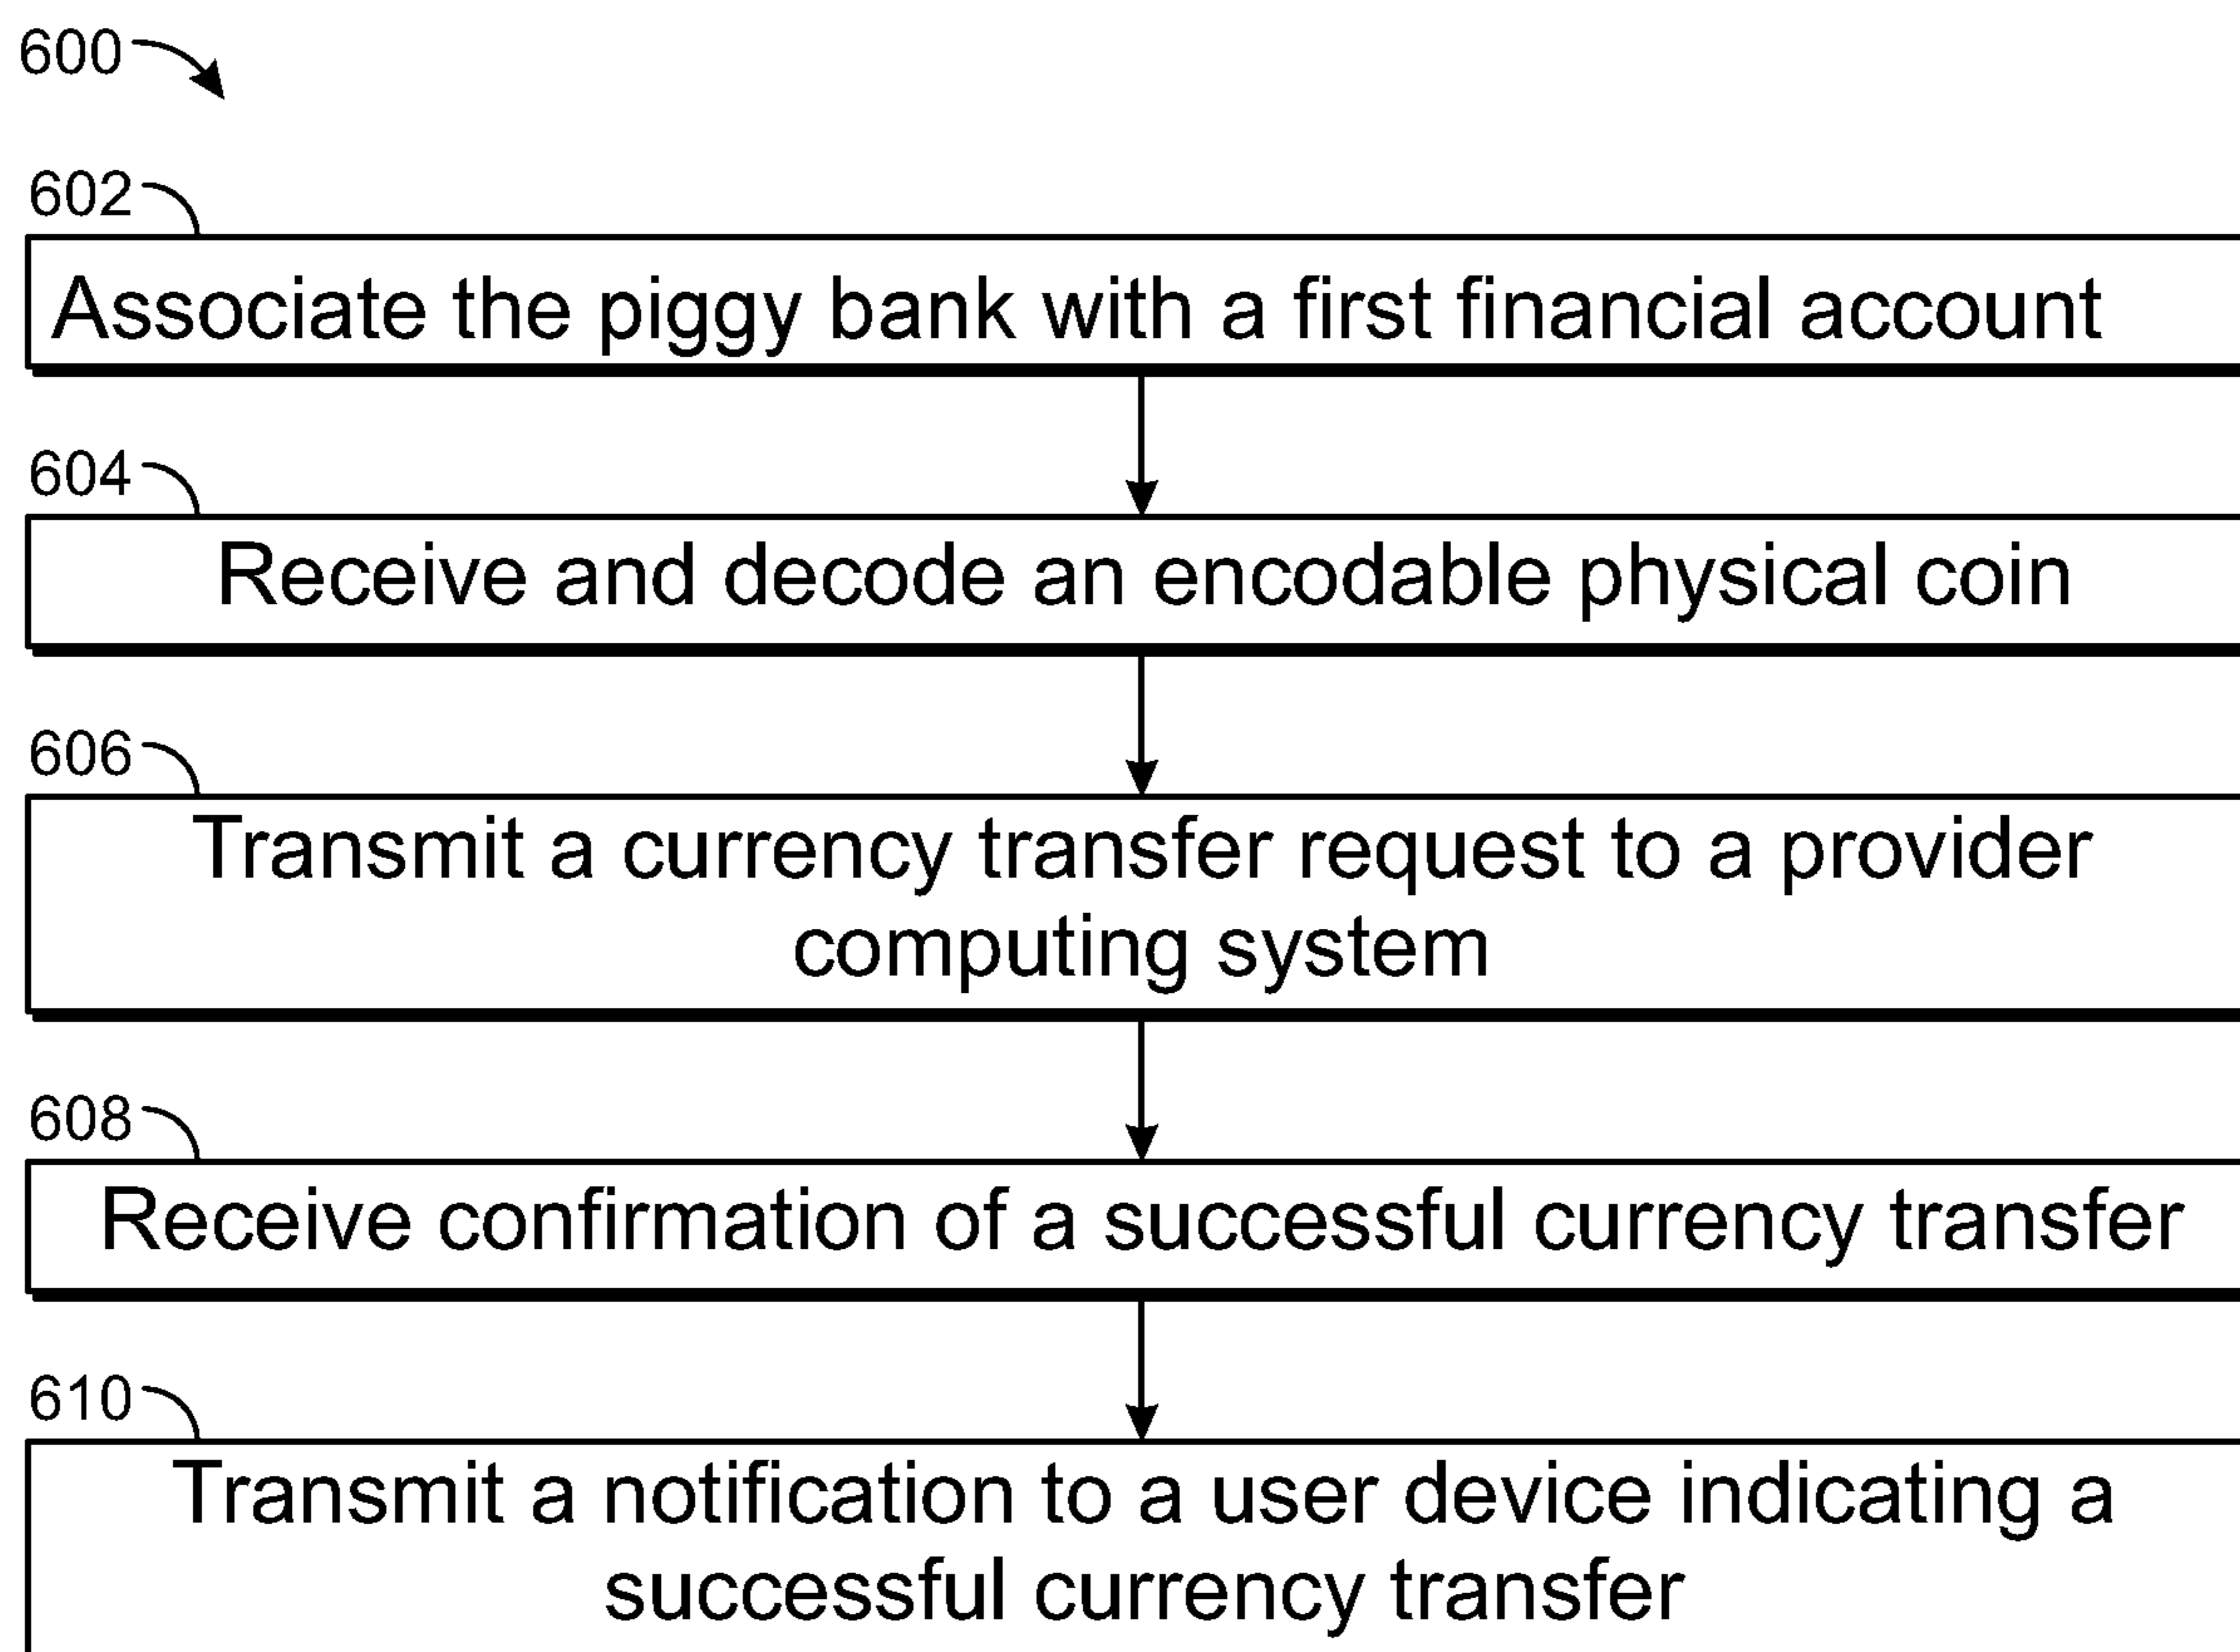 600
602
Associate the piggy bank with a first financial account
604
Receive and decode an encodable physical coin
606
Transmit a currency transfer request to a provider
computing system
608
Receive confirmation of a successful currency transfer
610
Transmit a notification to a user device indicating a
successful currency transfer